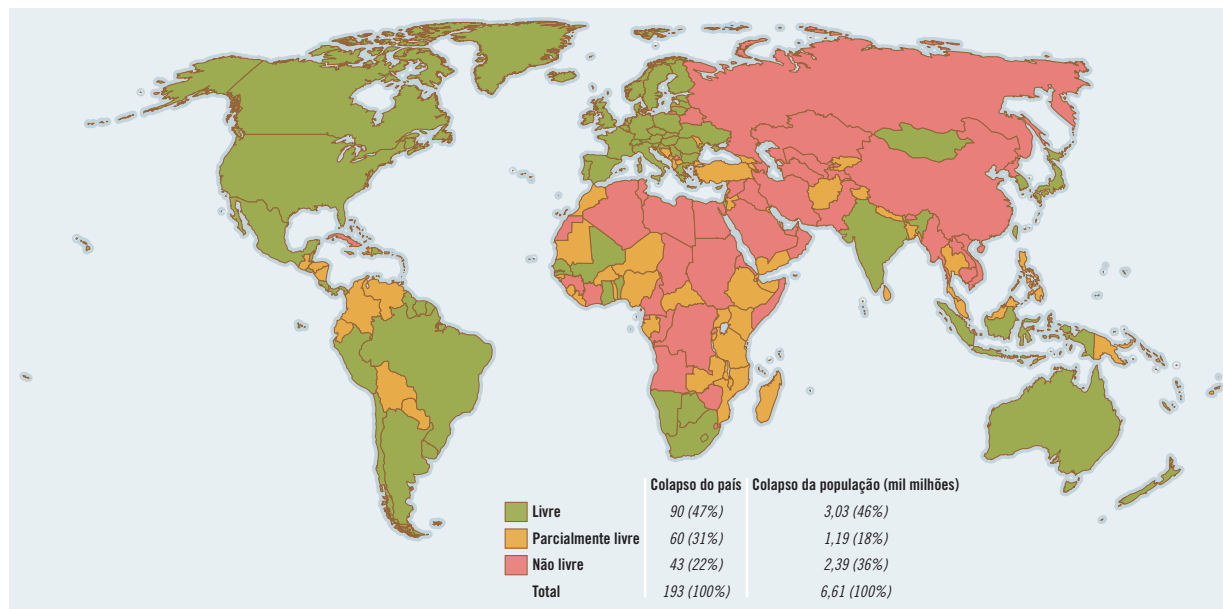 Colapso do país Colapso da população (mil milhões)
Livre 90 (47%) 3,03 (46%)
Parcialmente livre 60 (31%) 1,19 (18%)
Não livre 43 (22%) 2,39 (36%)
Total 193 (100%) 6,61 (100%)